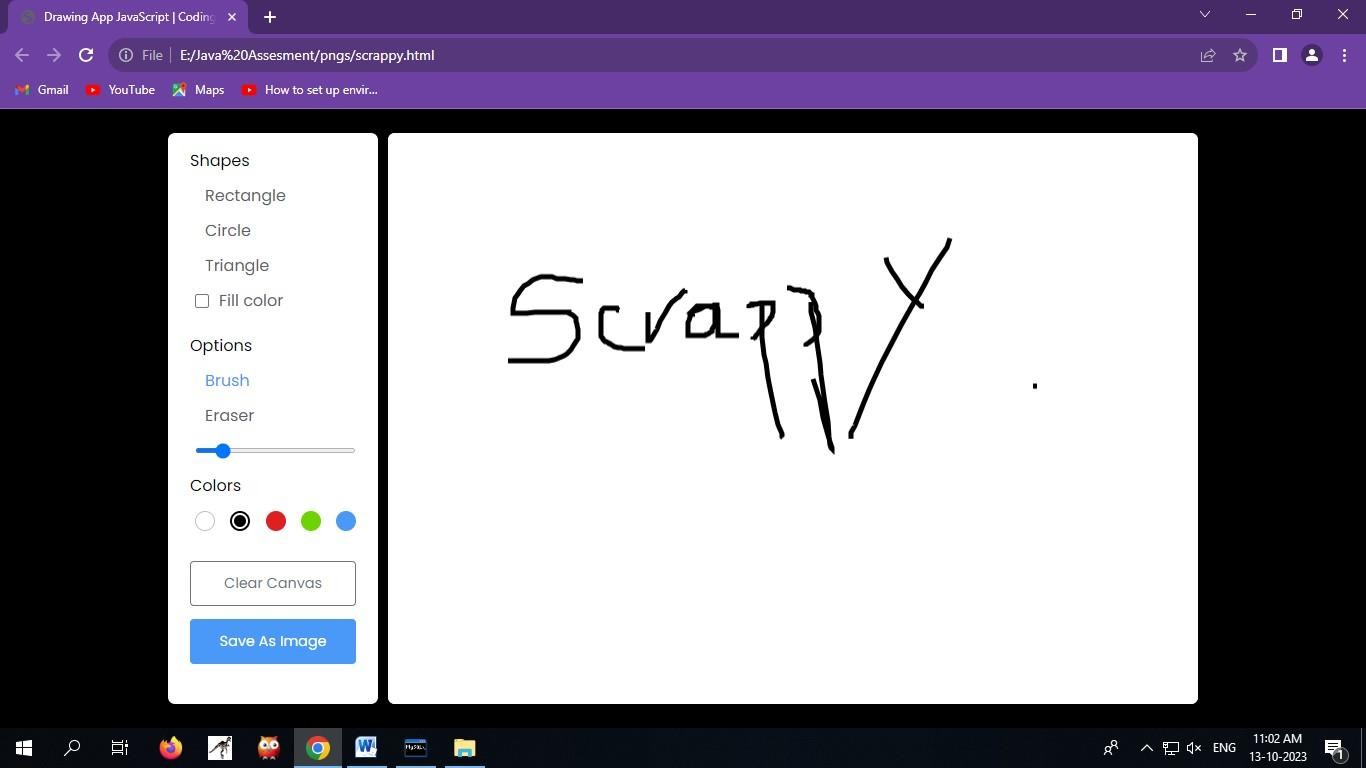 Drawing App JavaScript | Coding
File E:/Java%20Assesment/pngs/scrappy.html
Gmail YouTube Maps How to set up envir...
Shapes
Rectangle
Circle
Triangle
Fill color
Options
Brush
Eraser
Colors
Clear Canvas
Save As Image
Scrappy
MySQL
ENG 11:02 AM
13-10-2023 1